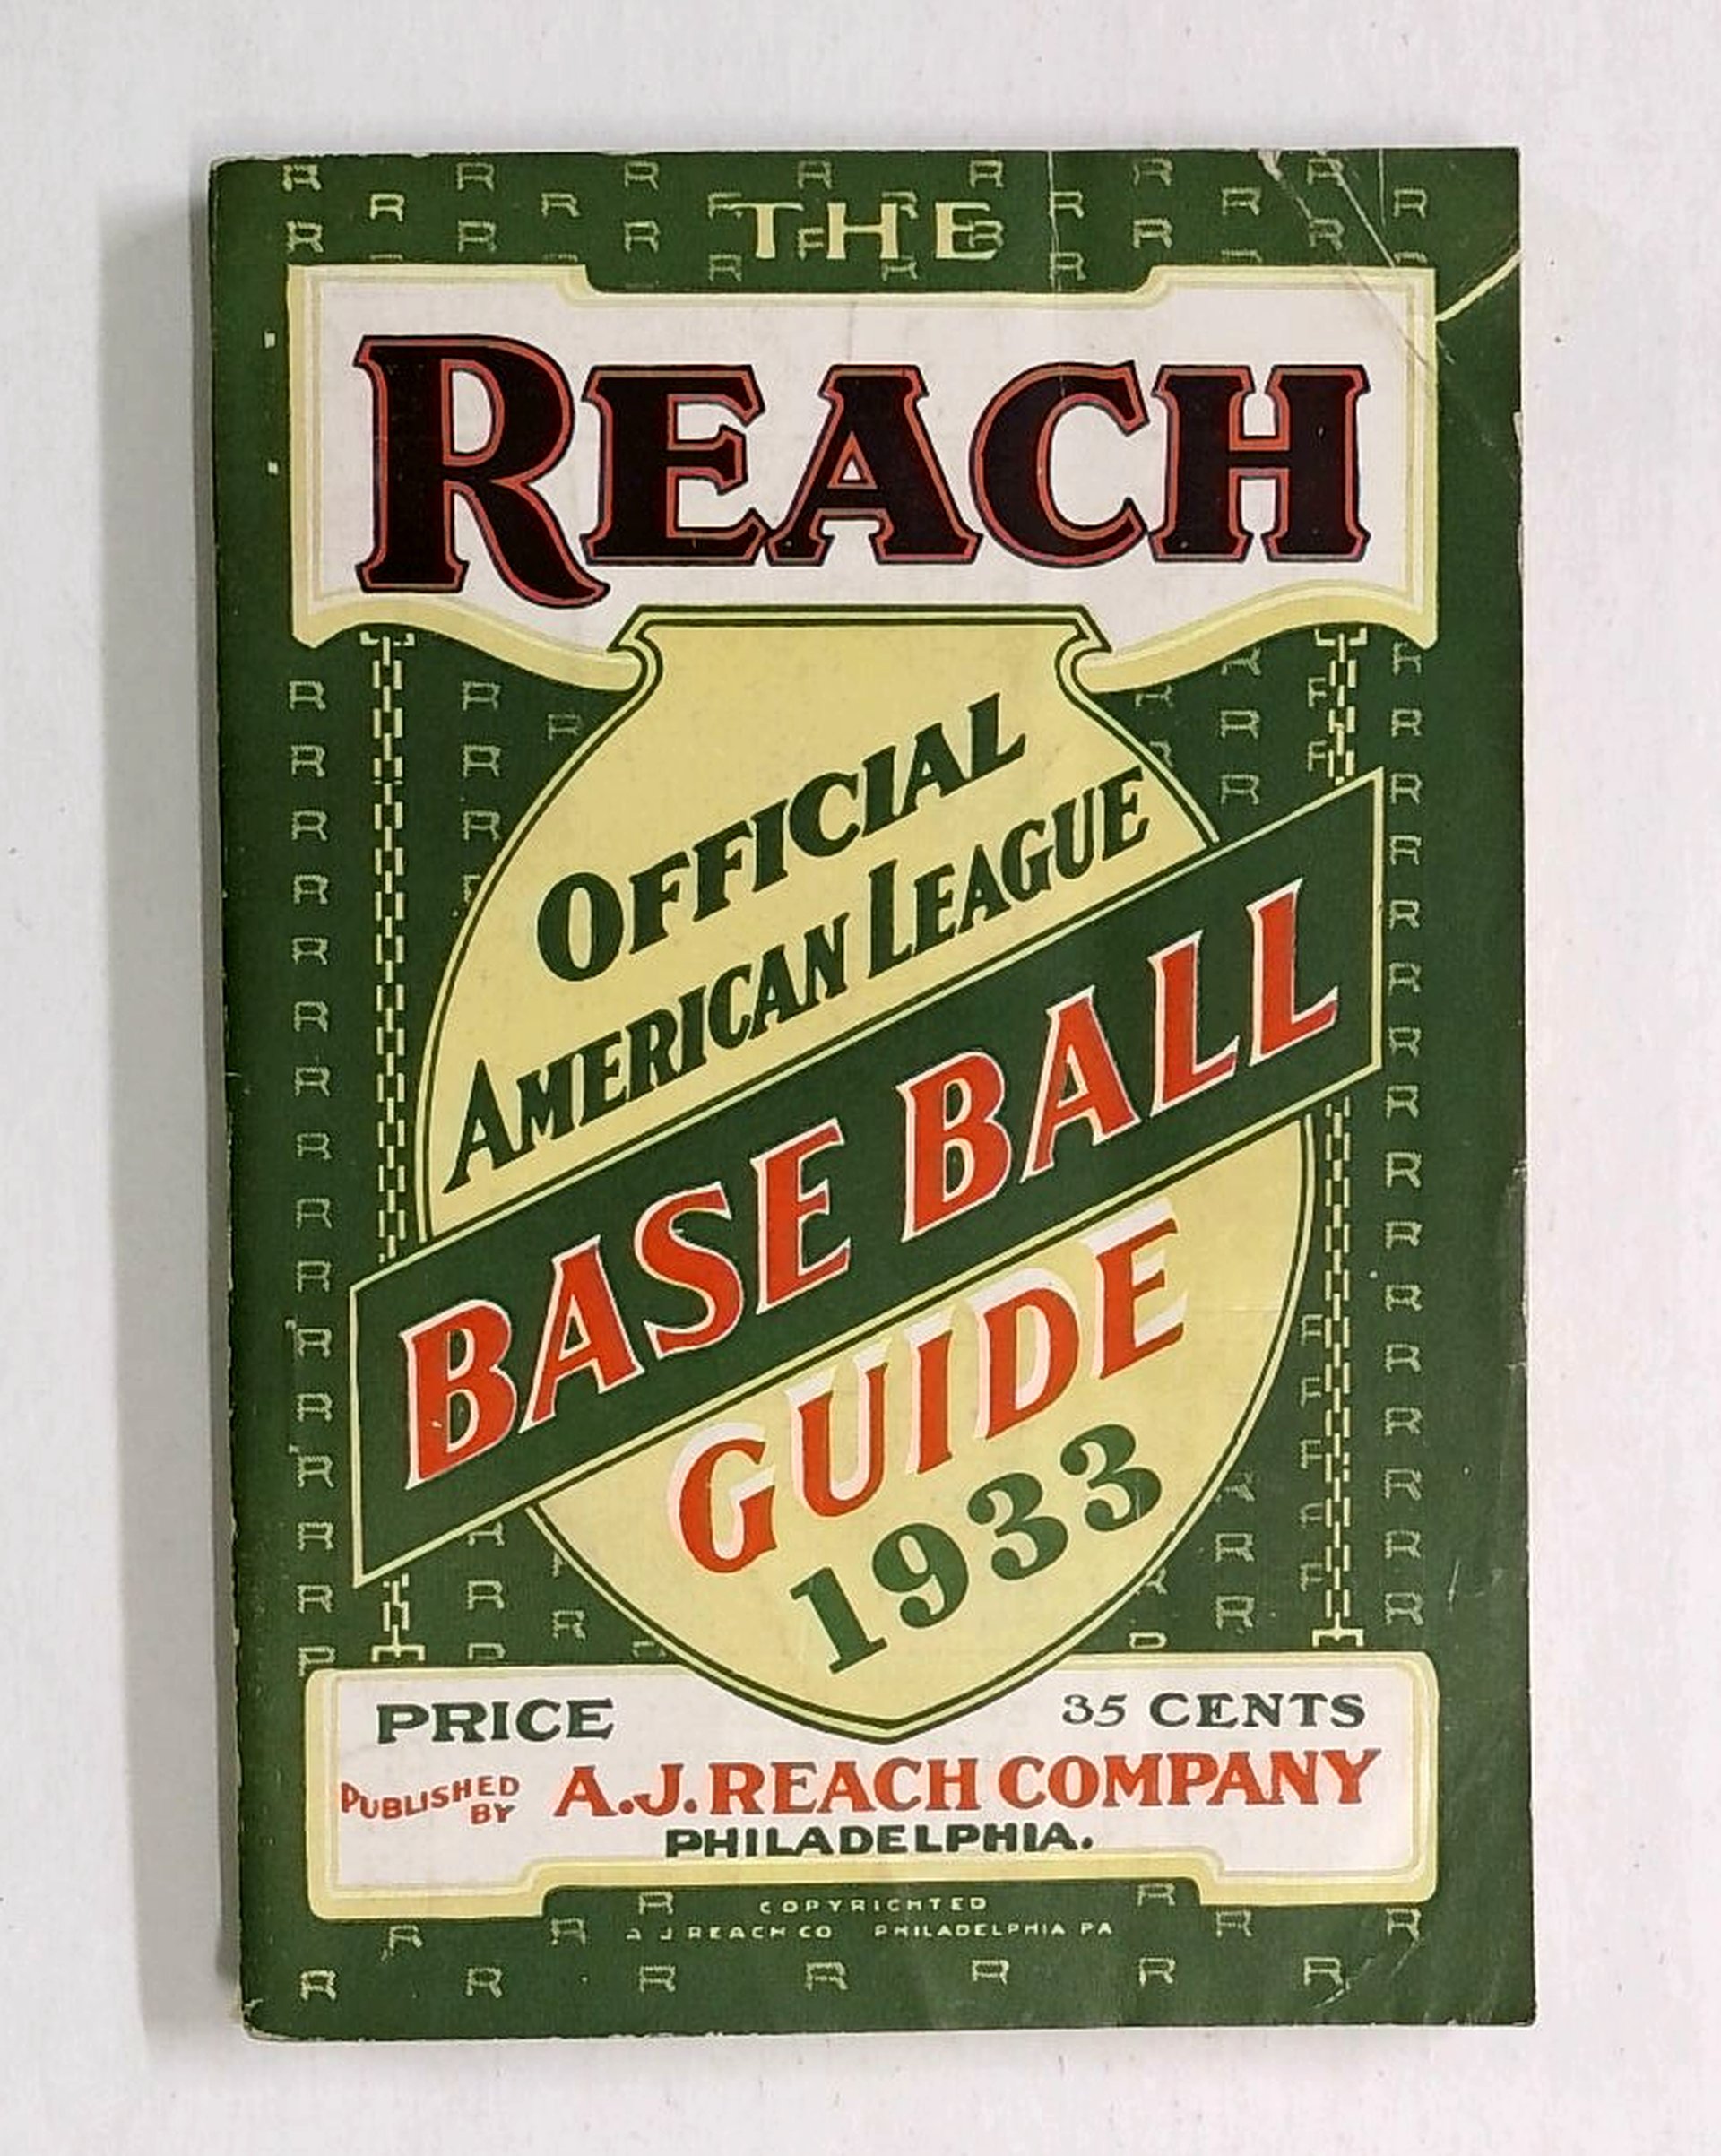 THE
REACH
OFFICIAL
AMERICAN LEAGUE
BASE BALL
GUIDE
1933
PRICE 35 CENTS
PUBLISHED BY A.J. REACH COMPANY
PHILADELPHIA.
COPYRIGHTED
A J REACH CO PHILADELPHIA PA